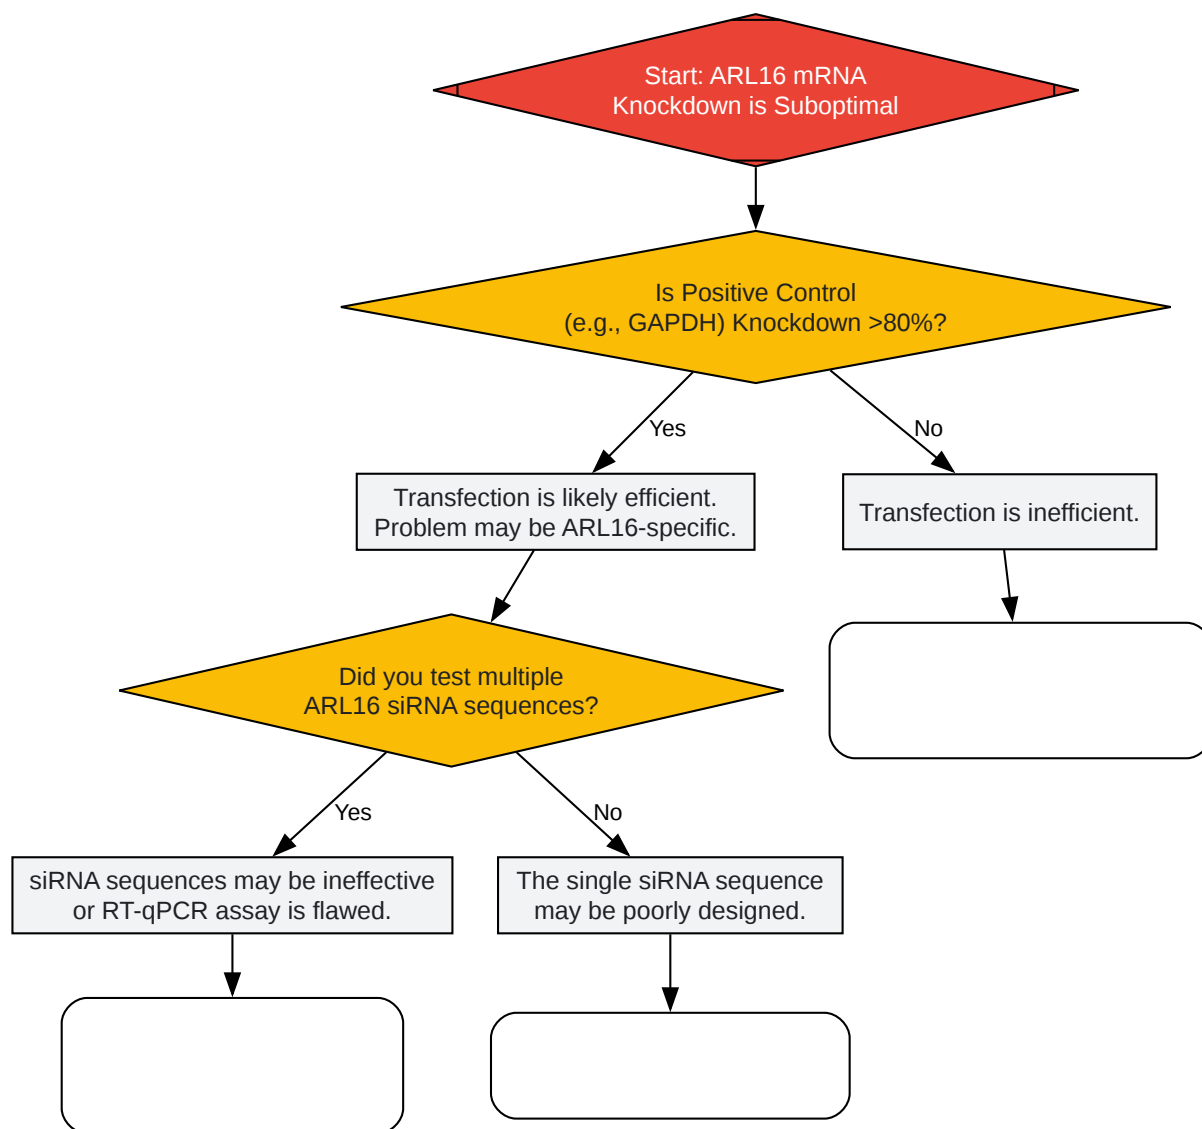 Start: ARL16 mRNA
Knockdown is Suboptimal
Is Positive Control
(e.g., GAPDH) Knockdown >80%?
Yes
No
Transfection is likely efficient.
Problem may be ARL16-specific.
Transfection is inefficient.
Did you test multiple
ARL16 siRNA sequences?
Yes
No
siRNA sequences may be ineffective
or RT-qPCR assay is flawed.
The single siRNA sequence
may be poorly designed.